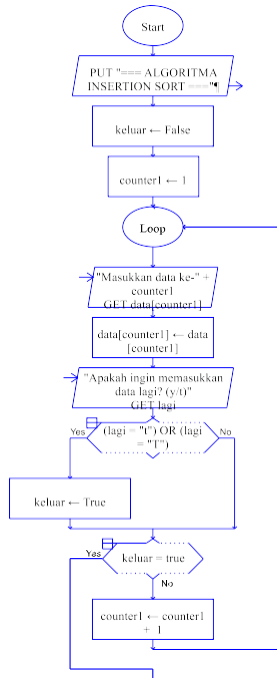 Start
PUT "=== ALGORITMA
INSERTION SORT ==="¶
keluar ← False
counter1 ← 1
Loop
"Masukkan data ke-" +
counter1
GET data[counter1]
data[counter1] ← data
[counter1]
"Apakah ingin memasukkan
data lagi? (y/t)"
GET lagi
Yes
(lagi = "t") OR (lagi
= "T")
No
keluar ← True
Yes
keluar = true
No
counter1 ← counter1
+ 1